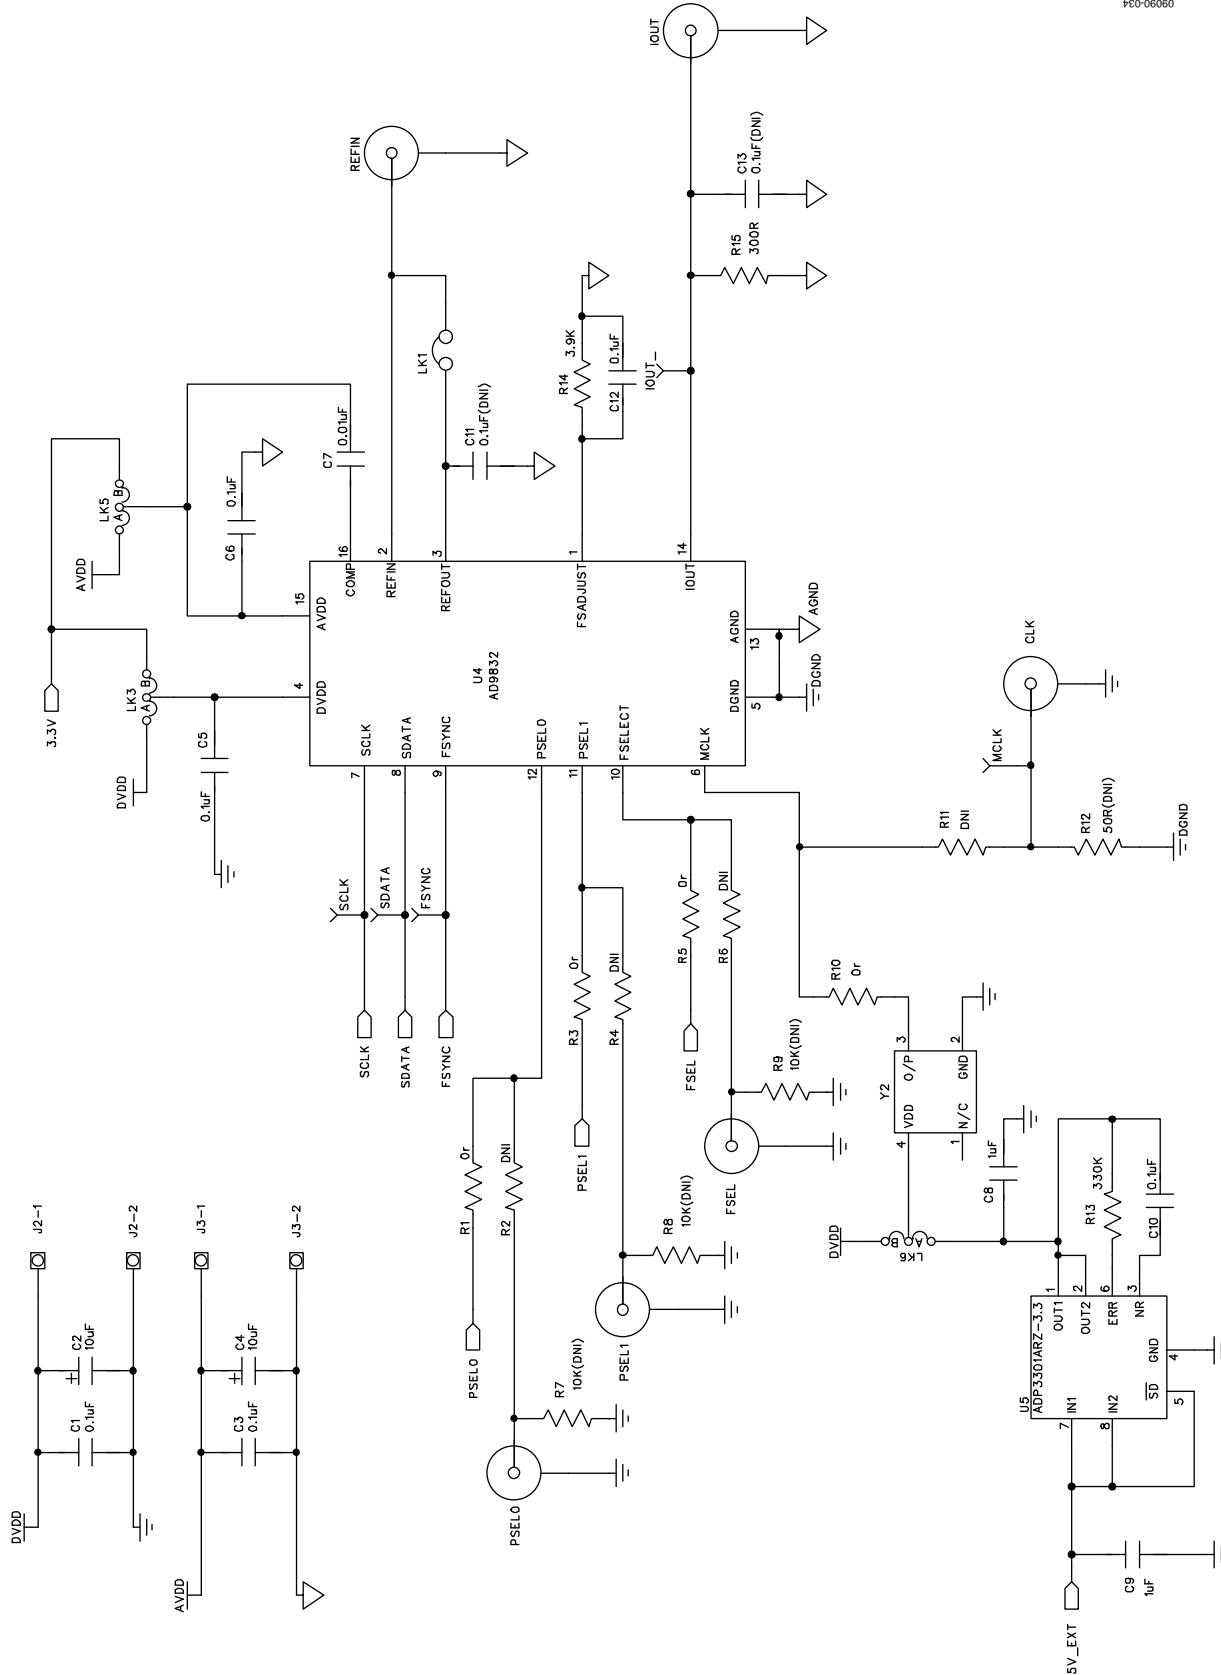 09090-034
IOUT
REFIN
C13
0.1uF(DNI)
R15
300R
LK1
C11
0.1uF(DNI)
R14
3.9K
C12
0.1uF
IOUT_
C7
0.01uF
LK5
A
B
AVDD
C6
0.1uF
3.3V
LK3
A
B
DVDD
C5
0.1uF
U4
AD9832
4
DVDD
15
AVDD
16
COMP
2
REFIN
3
REFOUT
1
FSADJUST
14
IOUT
7
SCLK
8
SDATA
9
FSYNC
12
PSEL0
11
PSEL1
10
FSELECT
6
MCLK
DGND
5
AGND
13
AGND
DGND
CLK
MCLK
R11
DNI
R12
50R(DNI)
DGND
SCLK
SDATA
FSYNC
SCLK
SDATA
FSYNC
R3
0r
R4
DNI
R5
0r
R6
DNI
FSEL
R10
0r
R9
10K(DNI)
FSEL
R1
0r
R2
DNI
PSEL1
R8
10K(DNI)
PSEL1
PSEL0
R7
10K(DNI)
PSEL0
Y2
3
O/P
2
GND
4
VDD
1
N/C
C8
1uF
DVDD
B
A
LK6
R13
330K
C10
0.1uF
U5
ADP3301ARZ-3.3
1
OUT1
2
OUT2
6
ERR
3
NR
GND
4
SD
5
7
IN1
8
IN2
C9
1uF
5V_EXT
J2-1
J2-2
J3-1
J3-2
C2
10uF
+
C1
0.1uF
DVDD
C4
10uF
+
C3
0.1uF
AVDD